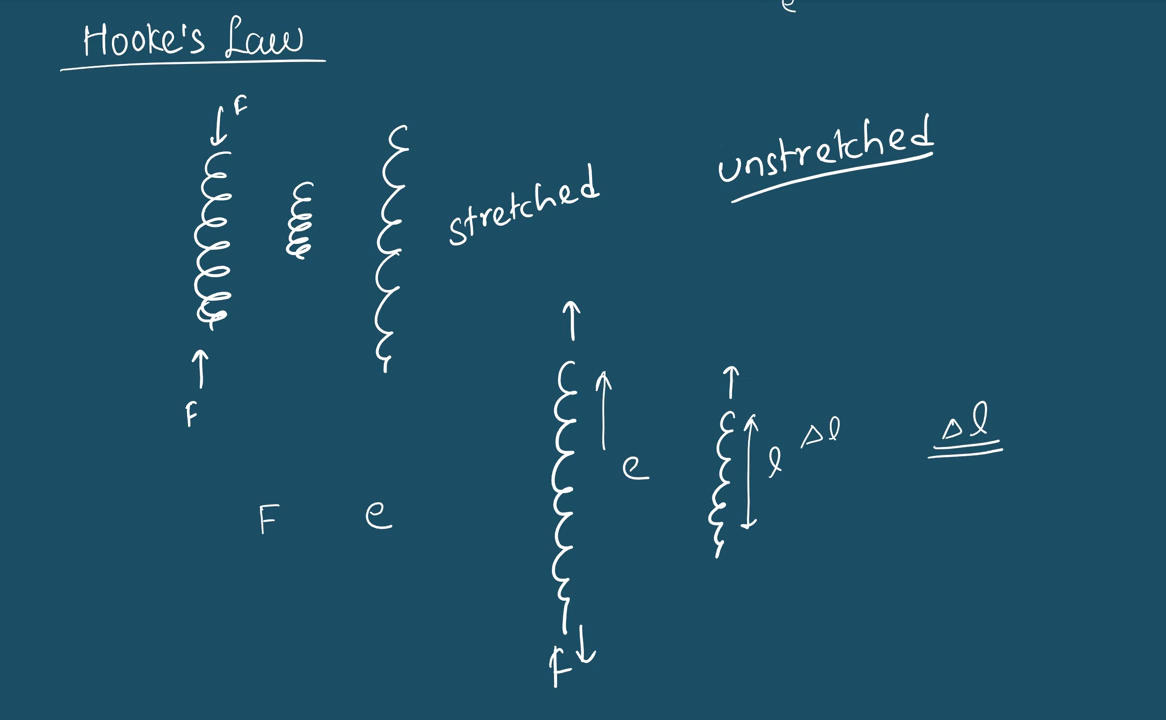 e
Hooke's Law
F
unstretched
stretched
F
Δl
Δl
l
e
F e
F